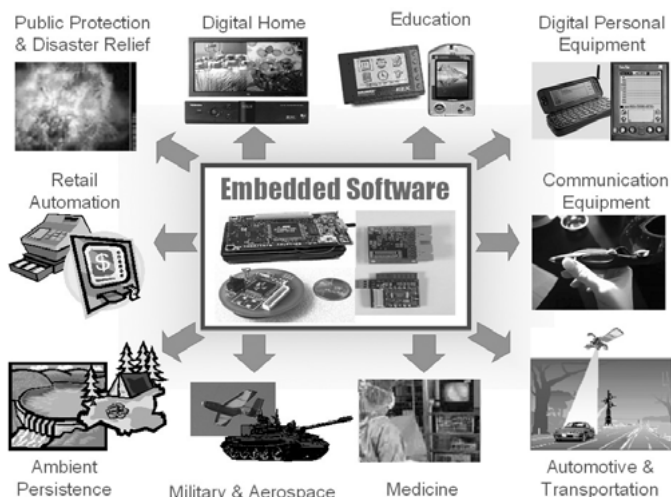 Public Protection
& Disaster Relief
Digital Home
Education
Digital Personal
Equipment
Retail
Automation
Embedded Software
Communication
Equipment
$
Ambient
Persistence
Military & Aerospace
Medicine
Automotive &
Transportation